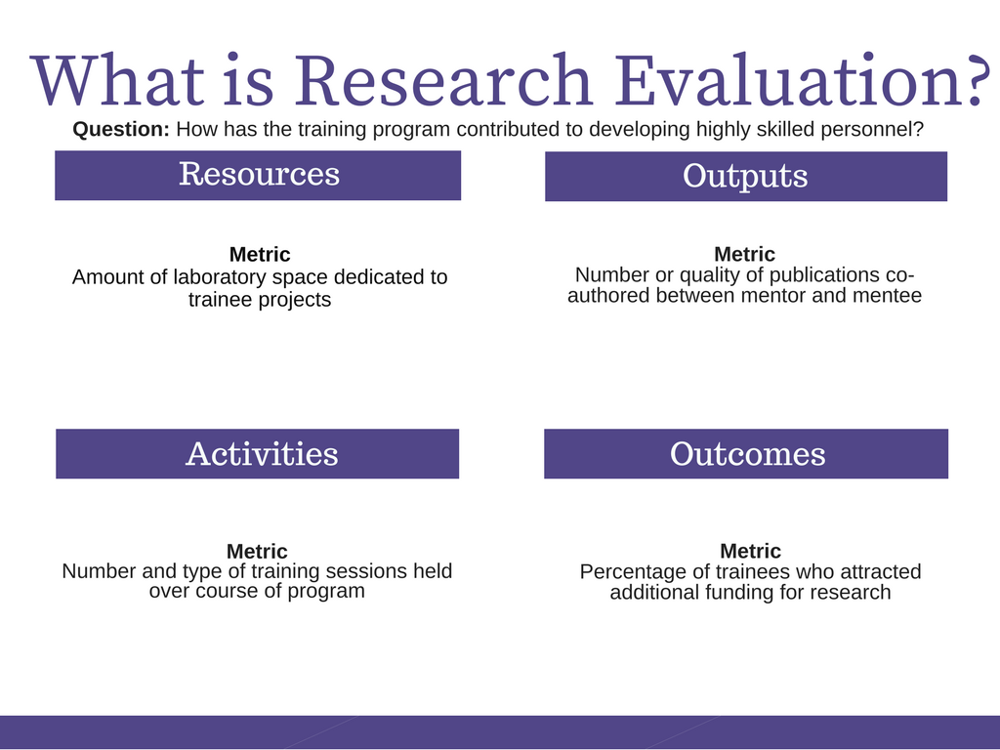 What is Research Evaluation?
Question: How has the training program contributed to developing highly skilled personnel?
Resources
Metric
Amount of laboratory space dedicated to
trainee projects
Outputs
Metric
Number or quality of publications co-
authored between mentor and mentee
Activities
Metric
Number and type of training sessions held
over course of program
Outcomes
Metric
Percentage of trainees who attracted
additional funding for research